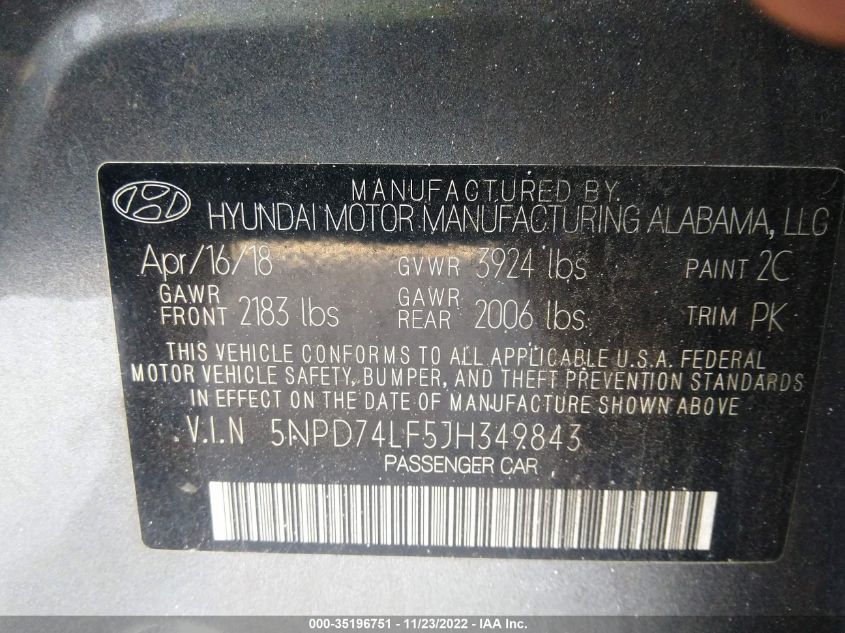 MANUFACTURED BY
HYUNDAI MOTOR MANUFACTURING ALABAMA, LLC
Apr/16/18 GVWR 3924 lbs PAINT 2C
GAWR FRONT 2183 lbs GAWR REAR 2006 lbs TRIM PK
THIS VEHICLE CONFORMS TO ALL APPLICABLE U.S.A. FEDERAL
MOTOR VEHICLE SAFETY, BUMPER, AND THEFT PREVENTION STANDARDS
IN EFFECT ON THE DATE OF MANUFACTURE SHOWN ABOVE
V.I.N 5NPD74LF5JH349843
PASSENGER CAR
000-35196751 - 11/23/2022 - IAA Inc.